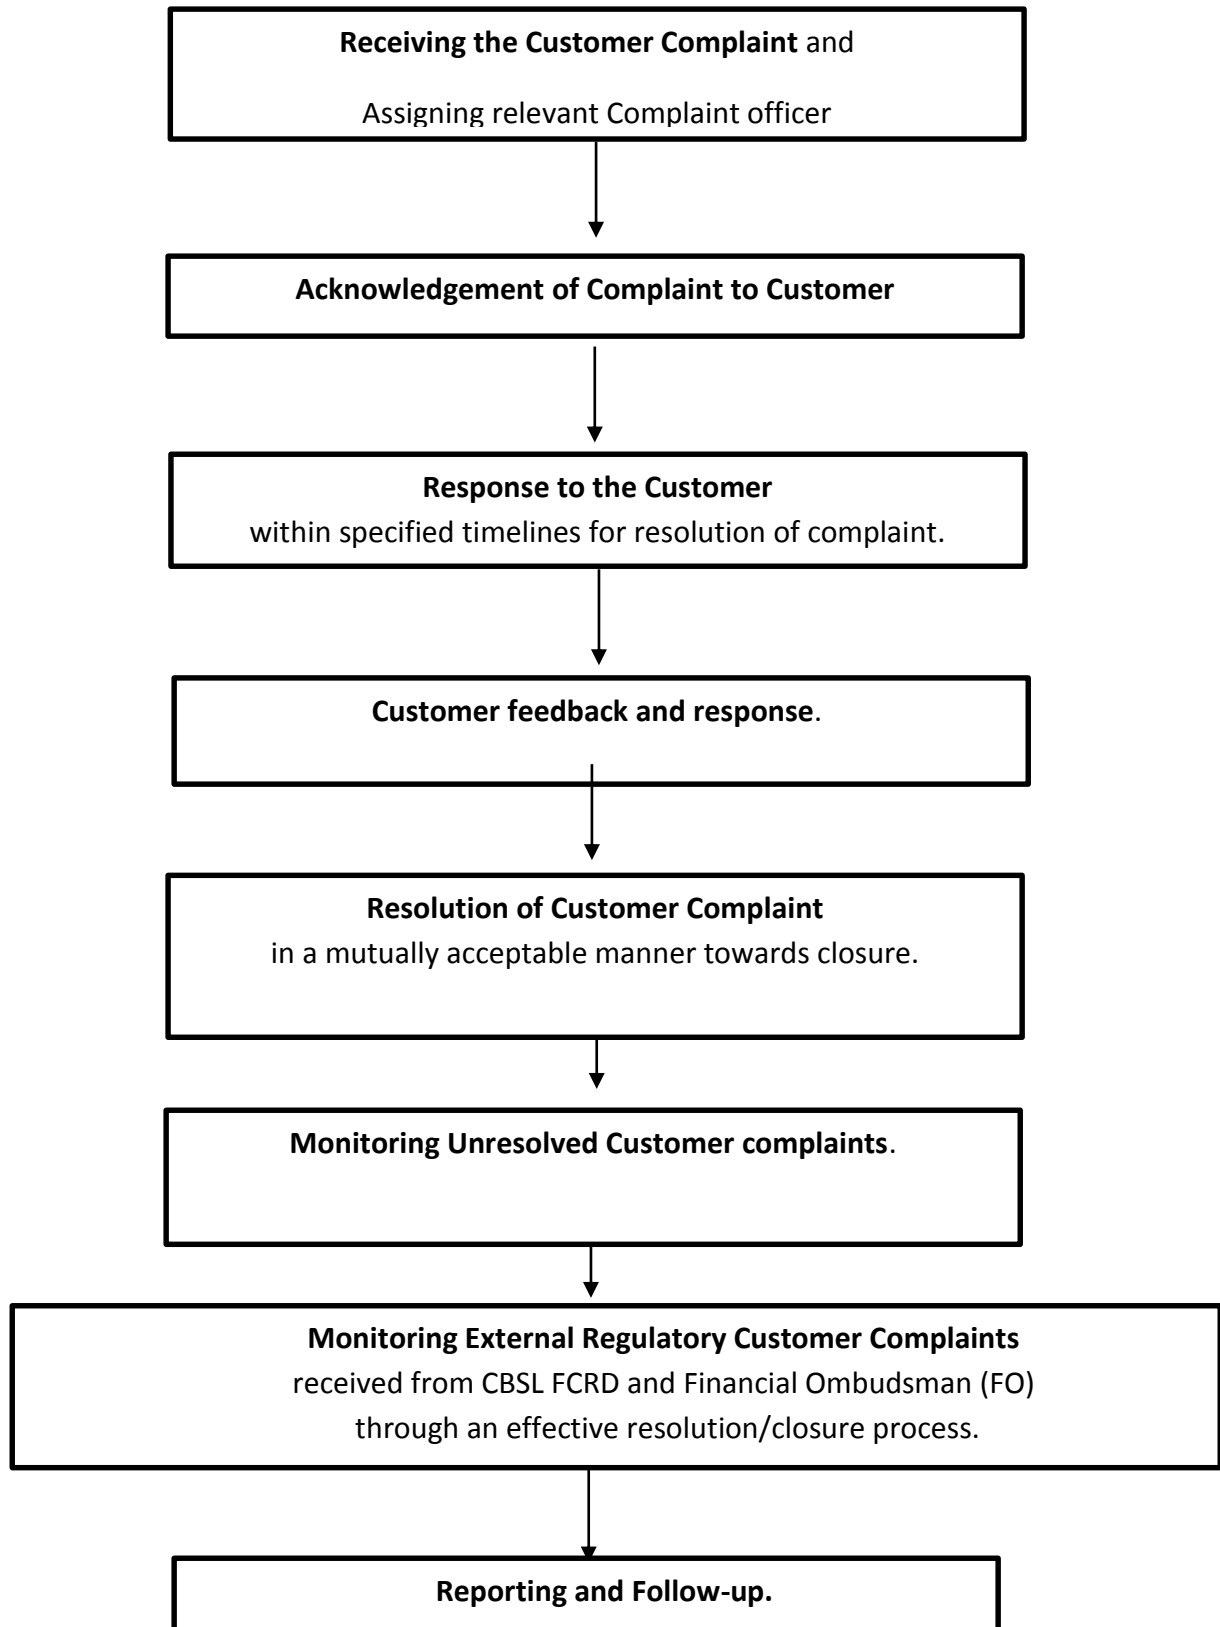 Receiving the Customer Complaint and
Assigning relevant Complaint officer
Acknowledgement of Complaint to Customer
Response to the Customer
within specified timelines for resolution of complaint.
Customer feedback and response.
Resolution of Customer Complaint
in a mutually acceptable manner towards closure.
Monitoring Unresolved Customer complaints.
Monitoring External Regulatory Customer Complaints
received from CBSL FCRD and Financial Ombudsman (FO)
through an effective resolution/closure process.
Reporting and Follow-up.